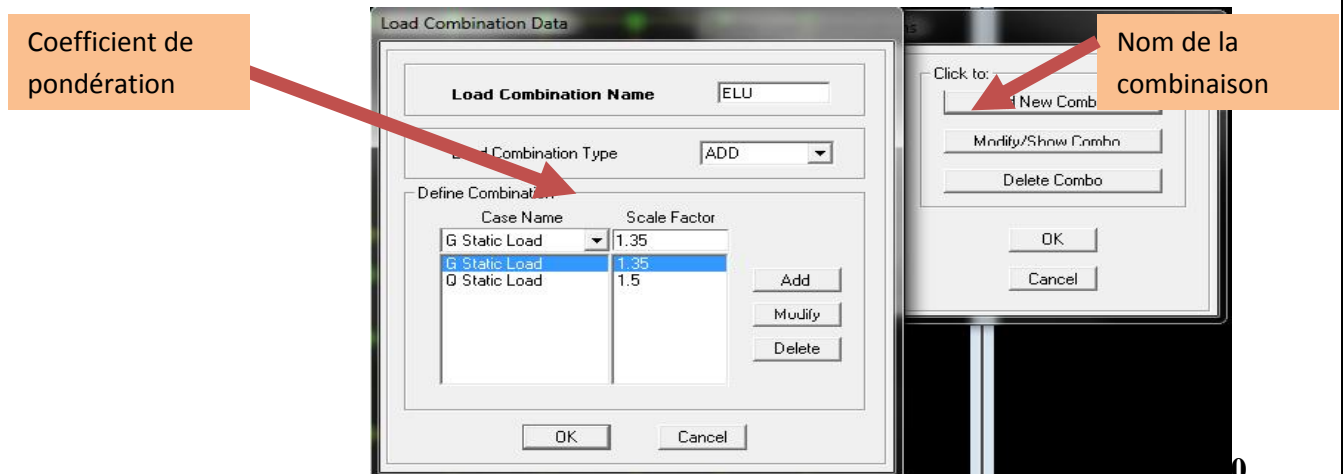 Coefficient de
pondération
Load Combination Data
Load Combination Name ELU
Combination Type ADD
Define Combination
Case Name Scale Factor
G Static Load 1.35
G Static Load 1.35
Q Static Load 1.5
Add
Modify
Delete
OK Cancel
Nom de la
combinaison
Click to:
New Comb
Modify/Show Combo
Delete Combo
OK
Cancel